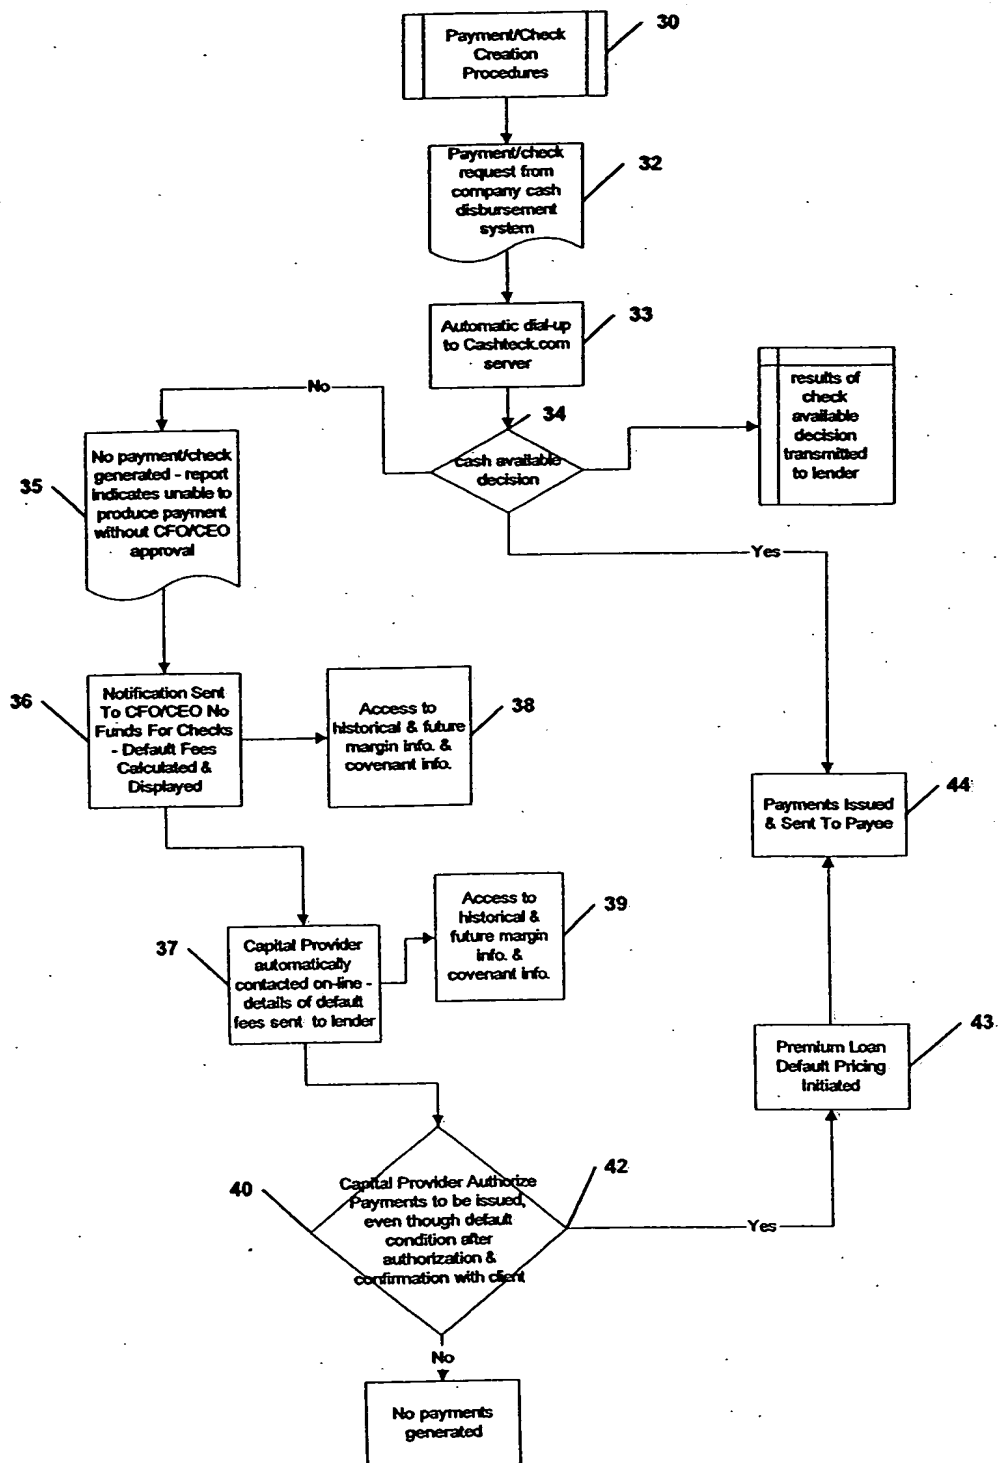 Payment/Check
Creation
Procedures
30
Payment/check
request from
company cash
disbursement
system
32
Automatic dial-up
to Cashteck.com
server
33
No
34
cash available
decision
results of
check
available
decision
transmitted
to lender
No payment/check
generated - report
indicates unable to
produce payment
without CFO/CEO
approval
35
Yes
Notification Sent
To CFO/CEO No
Funds For Checks
- Default Fees
Calculated &
Displayed
36
Access to
historical & future
margin info. &
covenant info.
38
Payments Issued
& Sent To Payee
44
Capital Provider
automatically
contacted on-line -
details of default
fees sent to lender
37
Access to
historical &
future margin
info. &
covenant info.
39
Premium Loan
Default Pricing
Initiated
43
Capital Provider Authorize
Payments to be issued,
even though default
condition after
authorization &
confirmation with client
40
42
Yes
No
No payments
generated